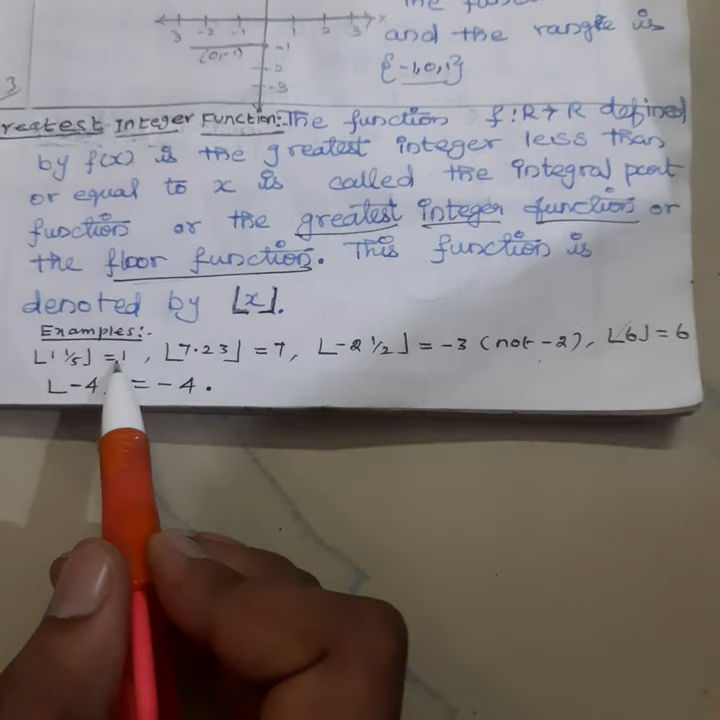 3 -2 -1 1 2 3 x
and the range is
(0,-1) -1
-2
{-1,0,1}
-3
3
reatest Integer Function:- The function f:R→R defined
by f(x) is the greatest integer less than
or equal to x is called the integral part
function or the greatest integer function or
the floor function. This function is
denoted by ⌊x⌋.
Examples:-
⌊1 1/5⌋ = 1, ⌊7.23⌋ = 7, ⌊-2 1/2⌋ = -3 (not -2), ⌊6⌋ = 6
⌊-4 = -4.